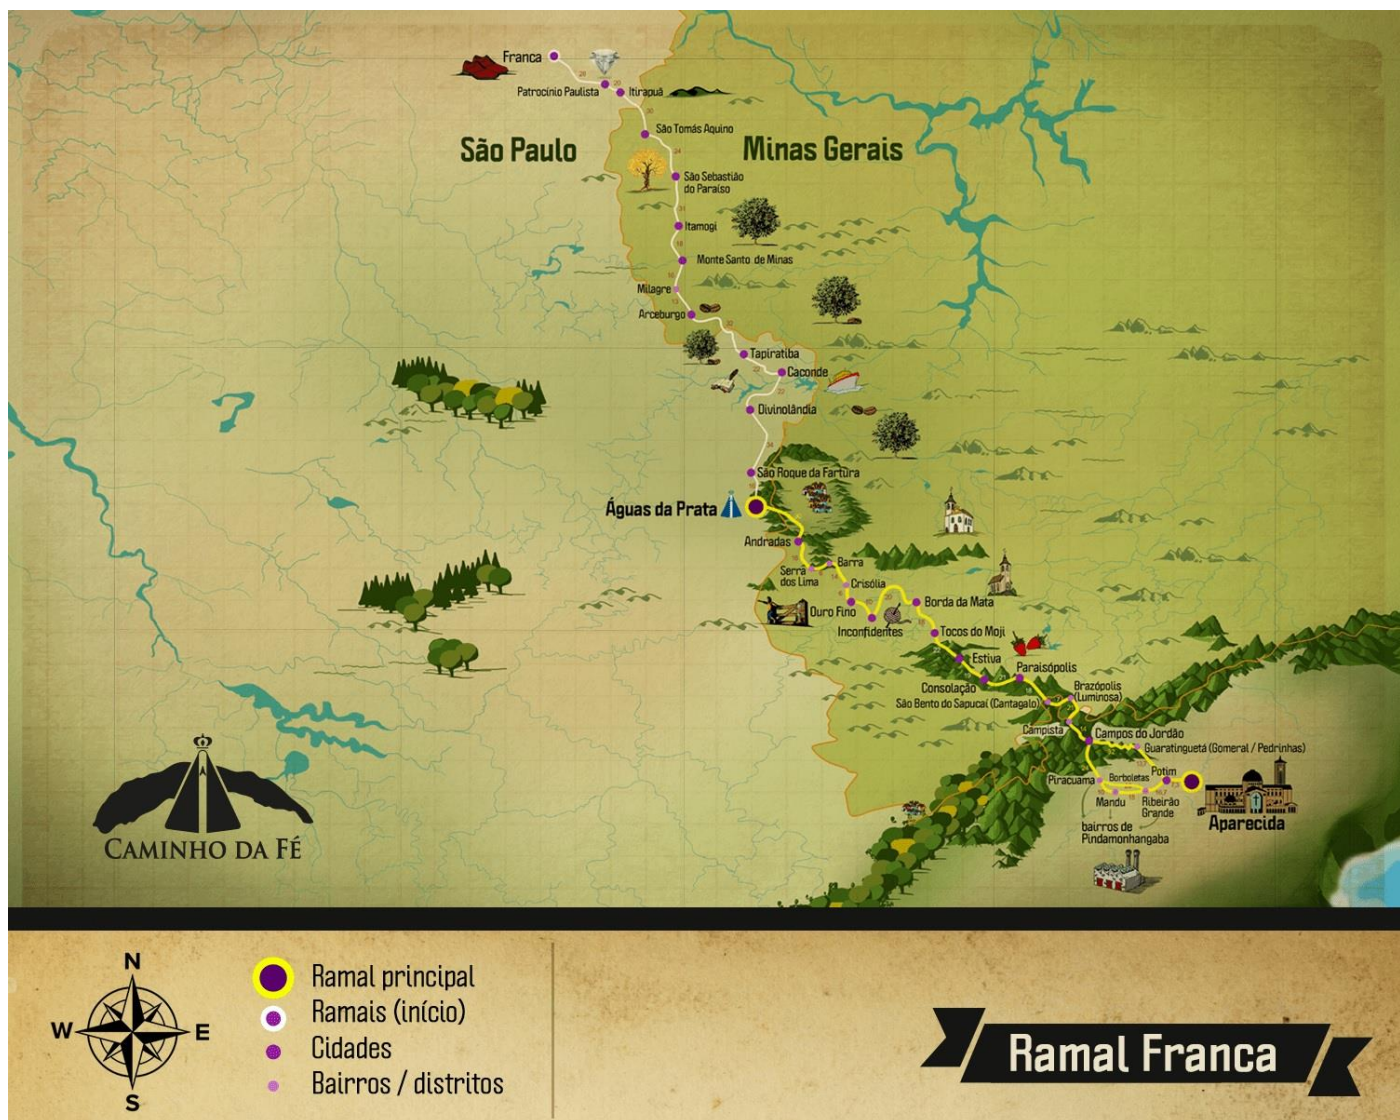 Franca
Patrocínio Paulista
Itirapuã
São Tomás Aquino
São Paulo
Minas Gerais
São Sebastião
do Paraíso
Itamogi
Monte Santo de Minas
Milagre
Arceburgo
Tapiratiba
Caconde
Divinolândia
São Roque da Fartura
Águas da Prata
Andradas
Serra
dos Lima
Barra
Crisólia
Ouro Fino
Inconfidentes
Borda da Mata
Tocos do Moji
Estiva
Consolação
Paraisópolis
São Bento do Sapucaí (Cantagalo)
Brazópolis
(Luminosa)
Campista
Campos do Jordão
Guaratinguetá (Gomeral / Pedrinhas)
Piracuama
Borboletas
Potim
Mandu
Ribeirão
Grande
Aparecida
bairros de
Pindamonhangaba
CAMINHO DA FÉ
N
W
E
S
Ramal principal
Ramais (início)
Cidades
Bairros / distritos
Ramal Franca